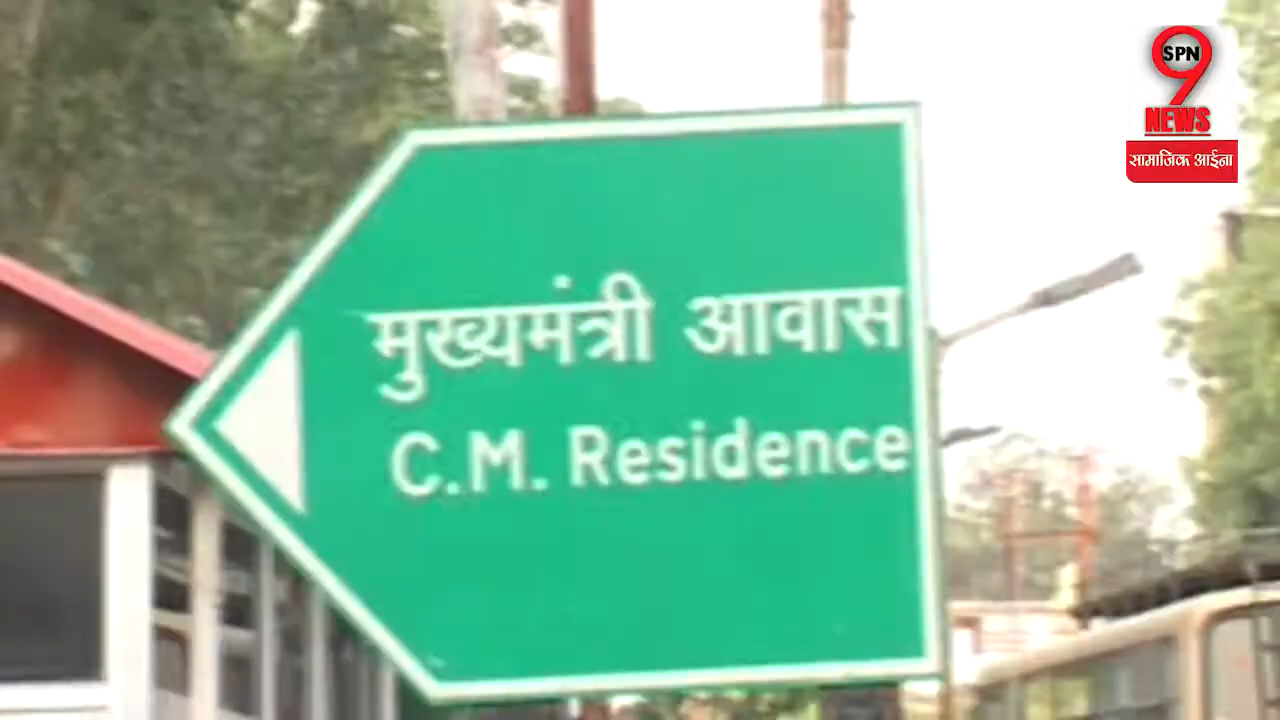 SPN
9
NEWS
सामाजिक आईना
मुख्यमंत्री आवास
C.M. Residence